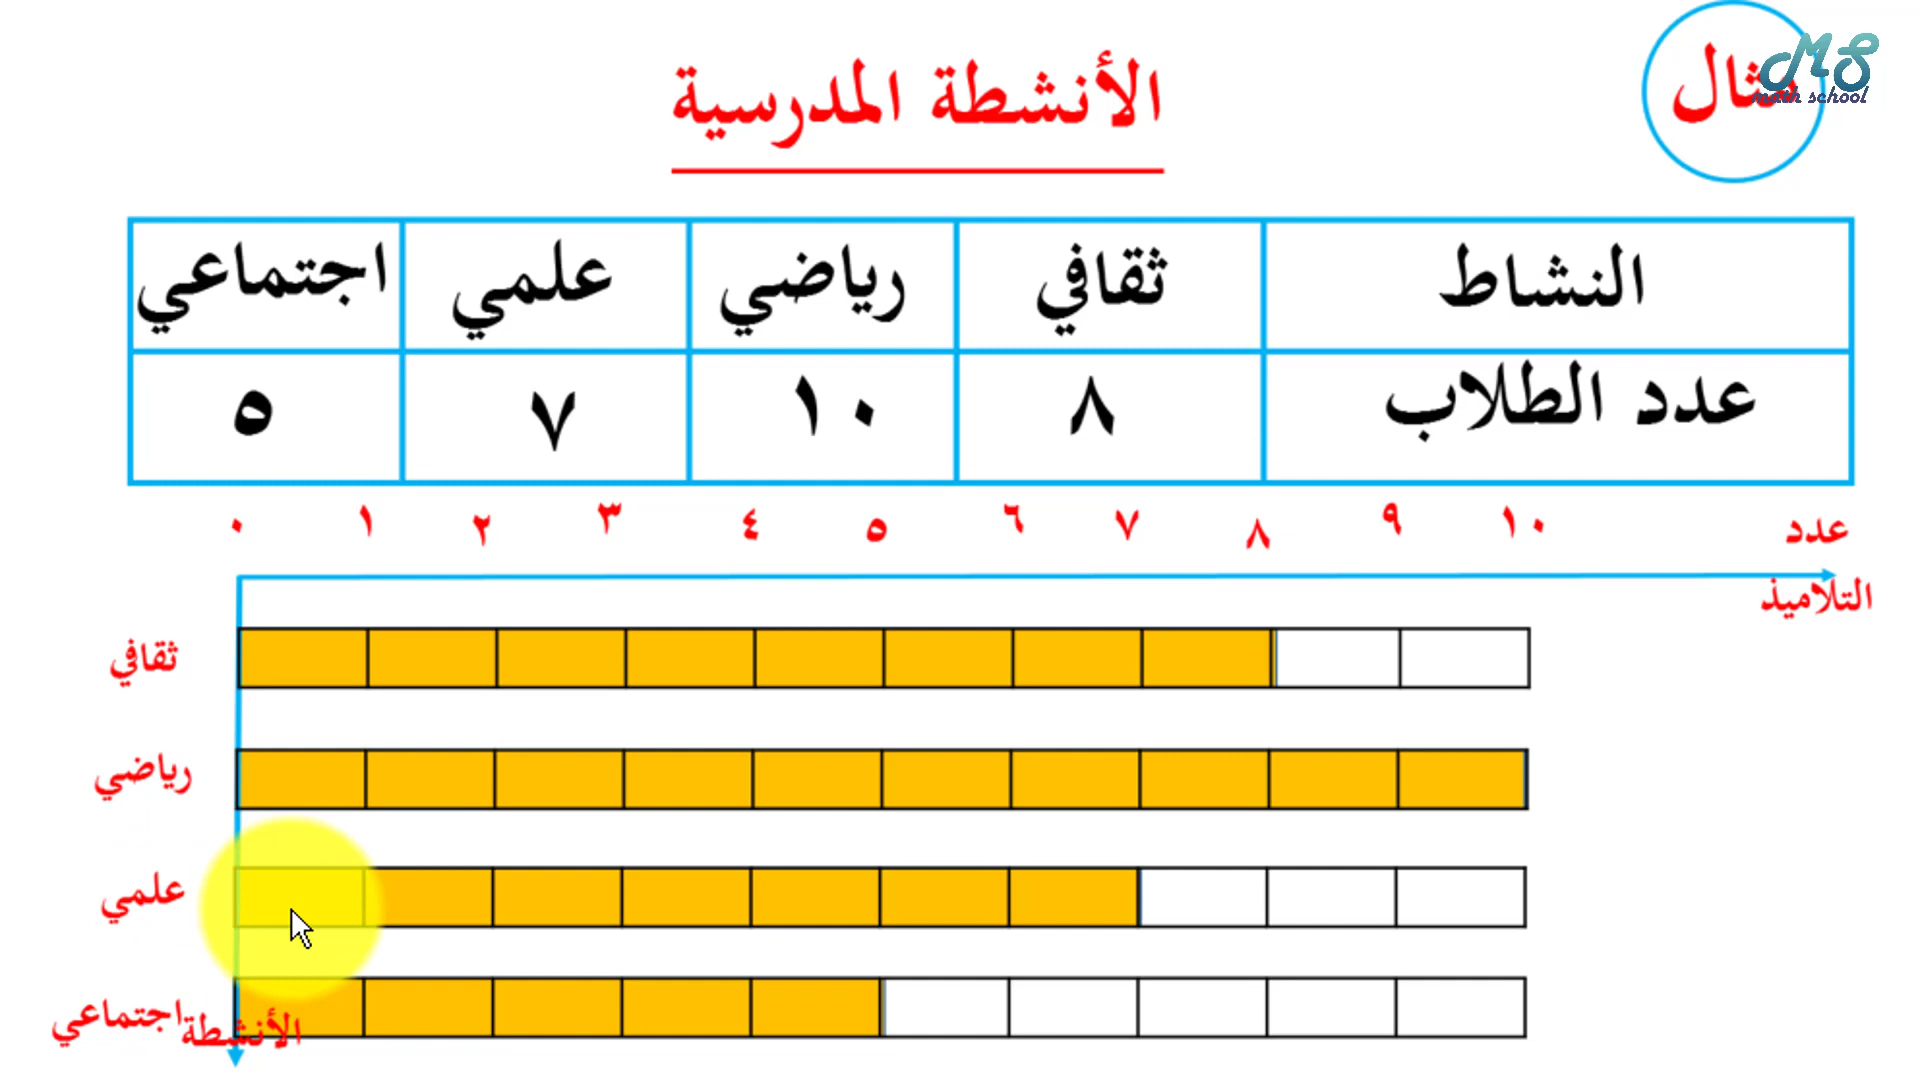 مثال
MS
math school
الأنشطة المدرسية
النشاط ثقافي رياضي علمي اجتماعي
عدد الطلاب ٨ ١٠ ٧ ٥
٠ ١ ٢ ٣ ٤ ٥ ٦ ٧ ٨ ٩ ١٠ عدد
التلاميذ
ثقافي
رياضي
علمي
اجتماعي
الأنشطة